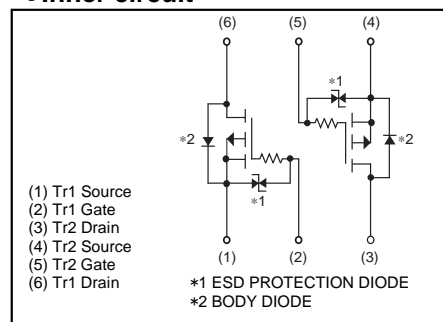 Inner circuit
(6) (5) (4)
*1
*2
*2
*1
(1) Tr1 Source
(2) Tr1 Gate
(3) Tr2 Drain
(4) Tr2 Source
(5) Tr2 Gate
(6) Tr1 Drain
(1) (2) (3)
*1 ESD PROTECTION DIODE
*2 BODY DIODE